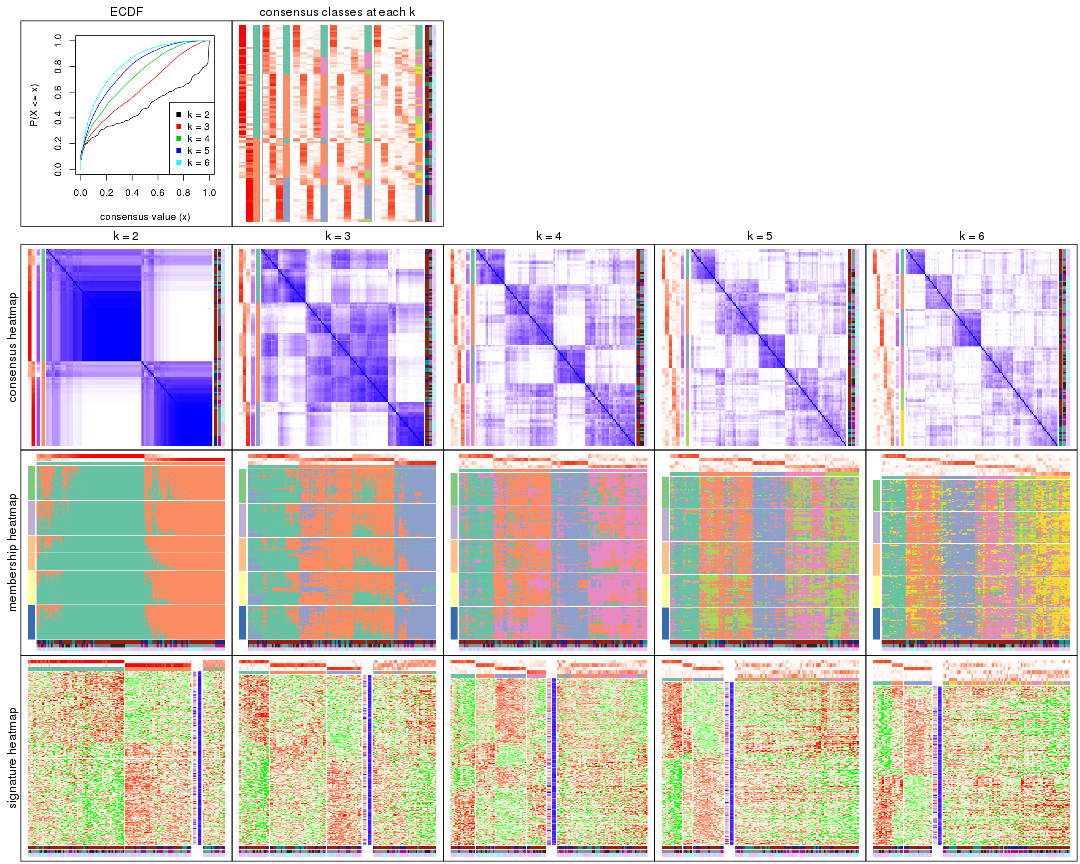 ECDF
consensus classes at each k
P(X <= x)
0.0 0.2 0.4 0.6 0.8 1.0
k = 2
k = 3
k = 4
k = 5
k = 6
0.0 0.2 0.4 0.6 0.8 1.0
consensus value (x)
k = 2 k = 3 k = 4 k = 5 k = 6
consensus heatmap
membership heatmap
signature heatmap